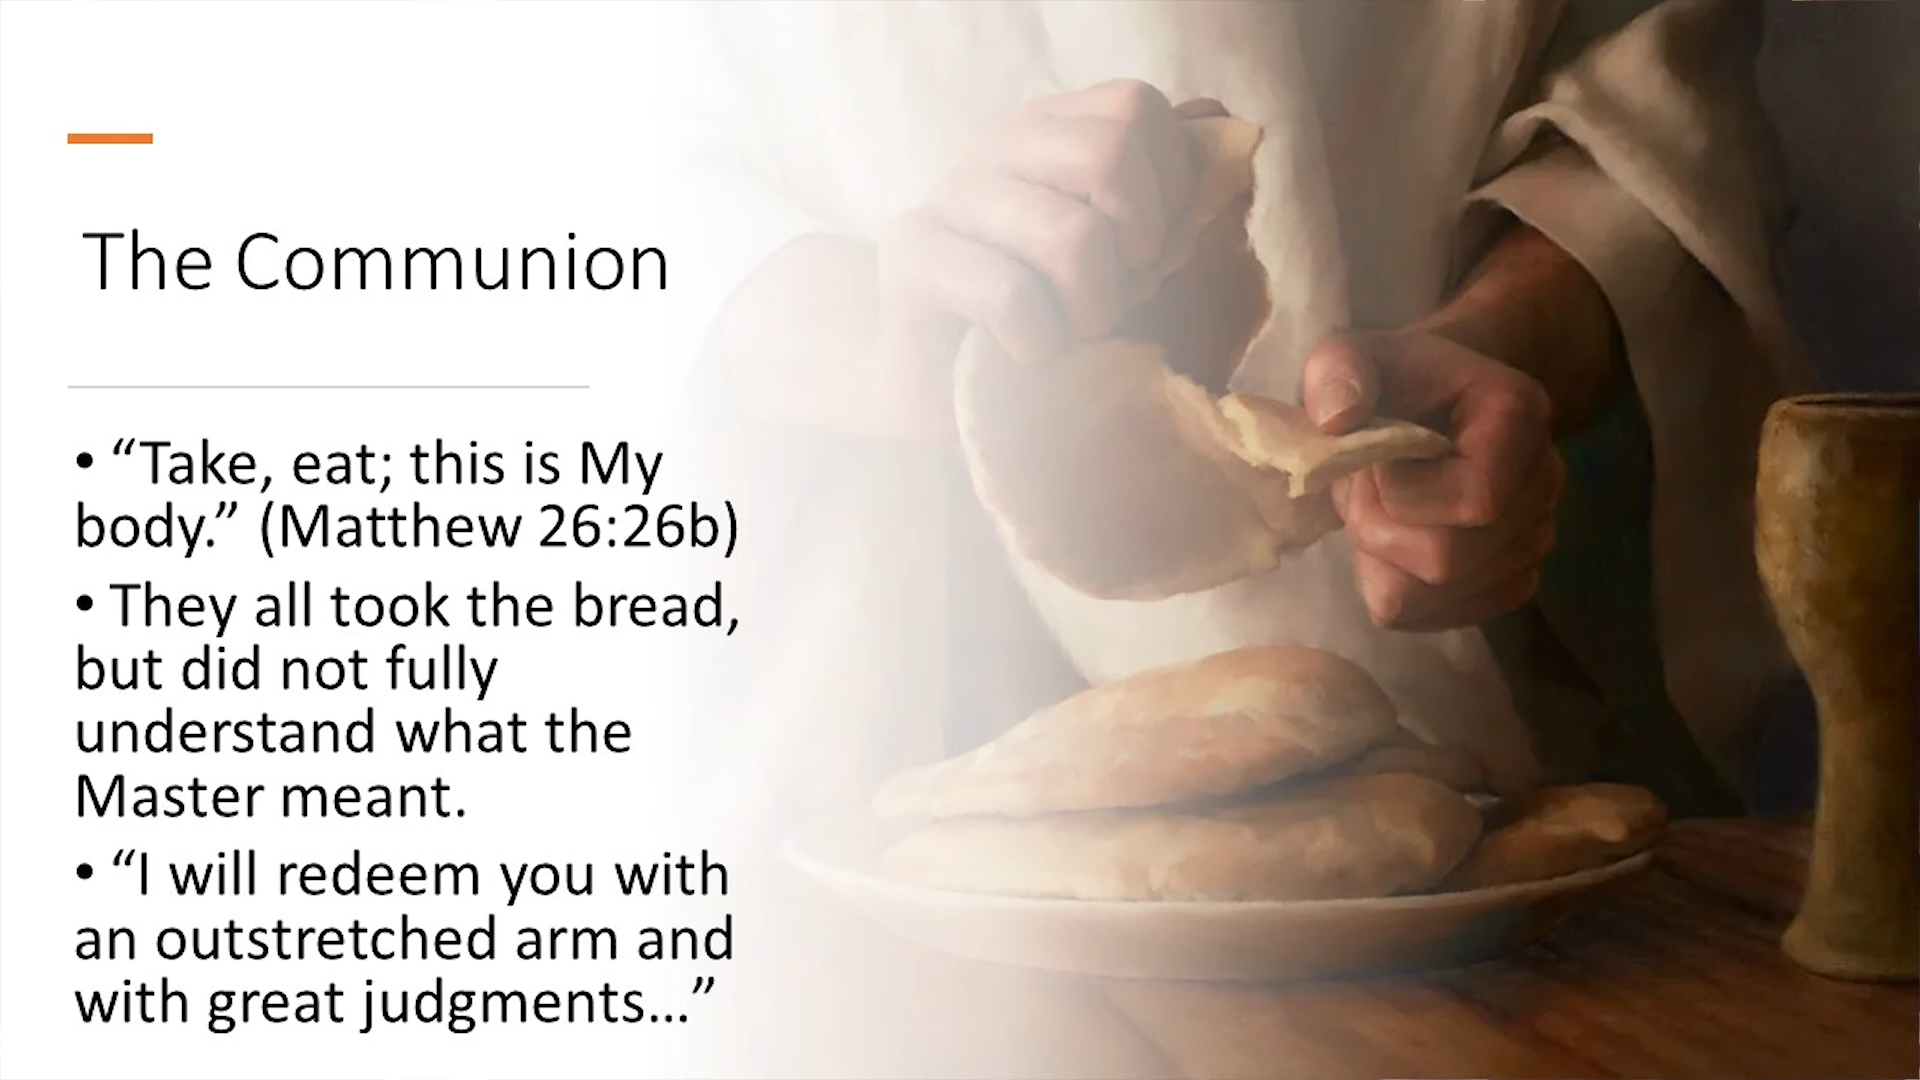 The Communion
• “Take, eat; this is My
body.” (Matthew 26:26b)
• They all took the bread,
but did not fully
understand what the
Master meant.
• “I will redeem you with
an outstretched arm and
with great judgments…”